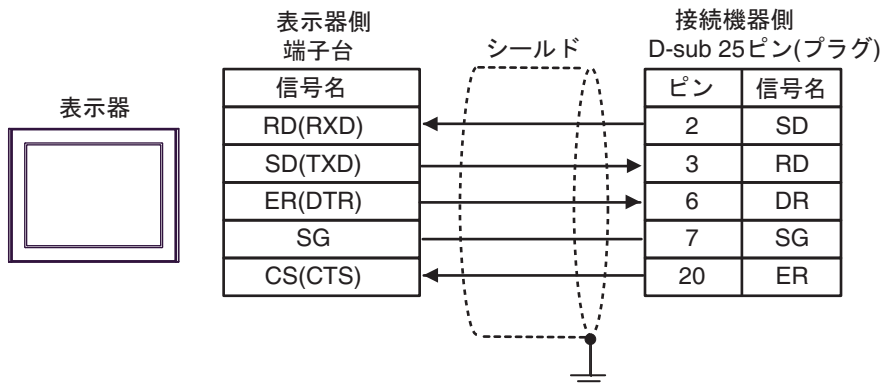 表示器側
端子台
シールド
接続機器側
D-sub 25ピン(プラグ)
表示器
信号名
ピン 信号名
RD(RXD) 2 SD
SD(TXD) 3 RD
ER(DTR) 6 DR
SG 7 SG
CS(CTS) 20 ER